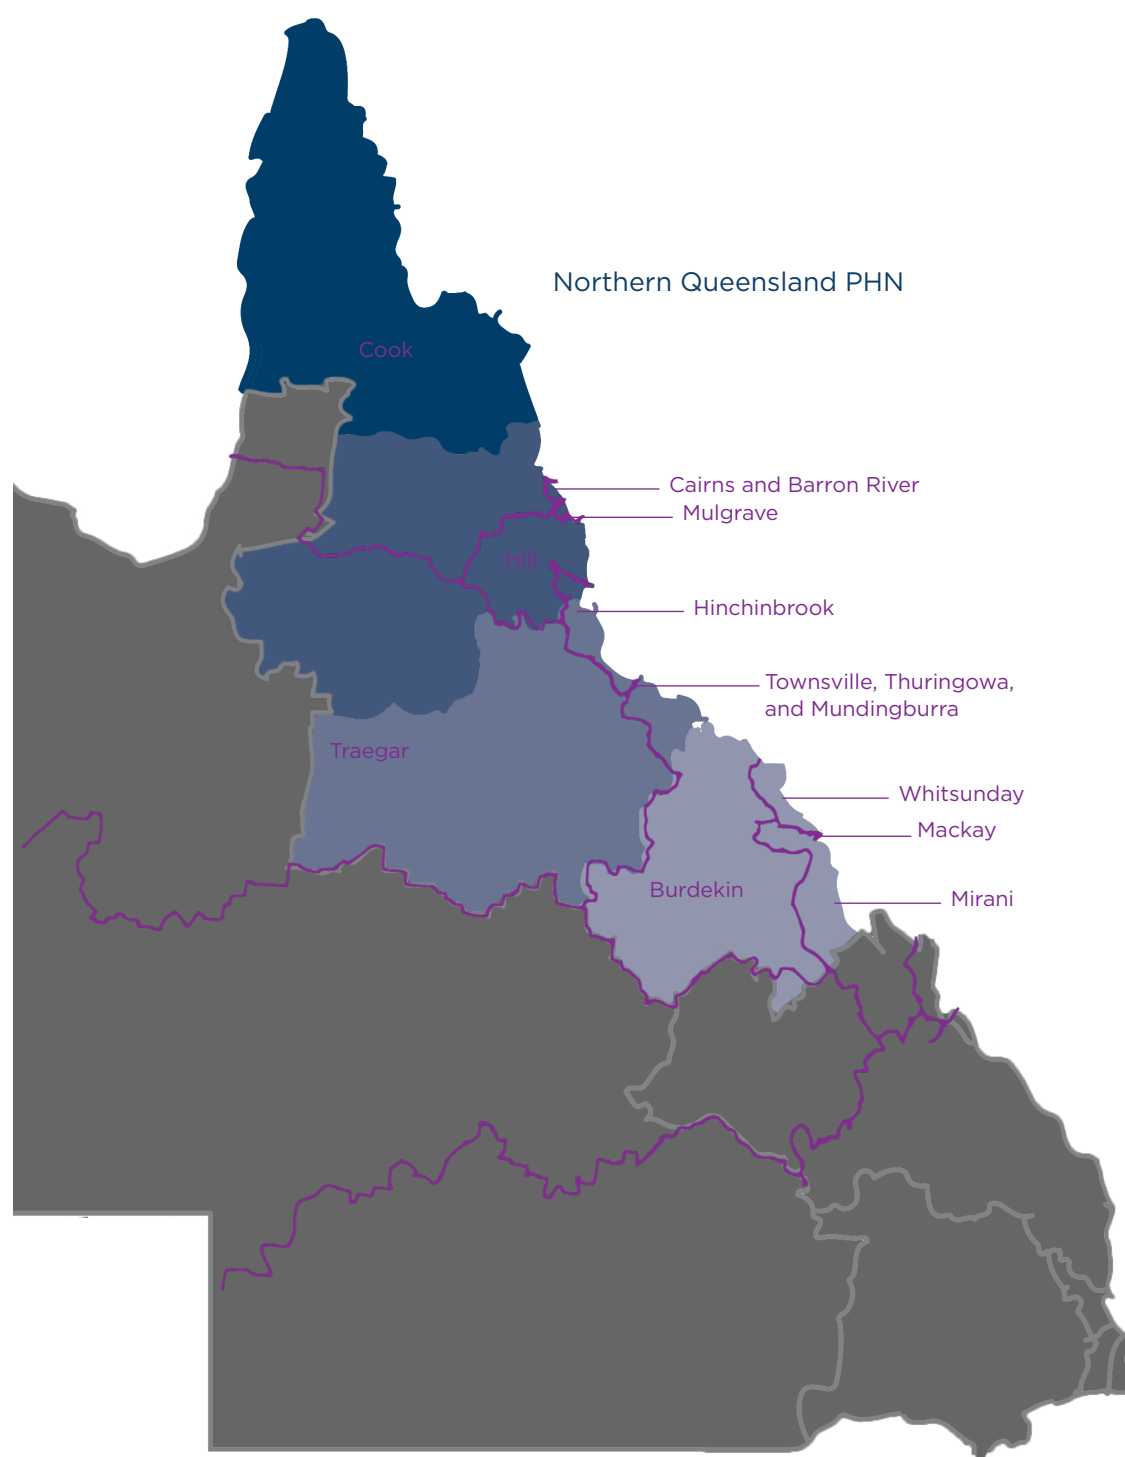 Northern Queensland PHN
Cook
Cairns and Barron River
Mulgrave
Hill
Hinchinbrook
Townsville, Thuringowa,
and Mundingburra
Traegar
Whitsunday
Mackay
Burdekin
Mirani